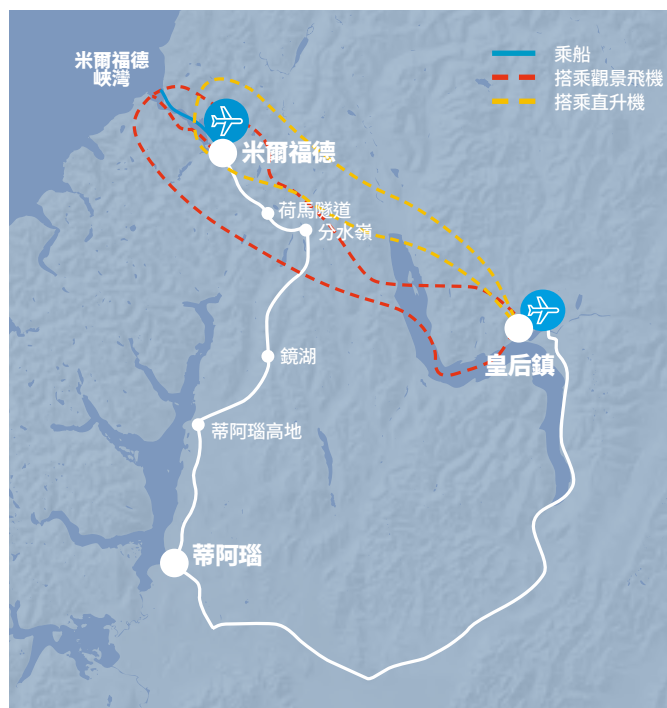 米爾福德
峽灣
乘船
搭乘觀景飛機
搭乘直升機
米爾福德
荷馬隧道
分水嶺
皇后鎮
鏡湖
蒂阿瑙高地
蒂阿瑙